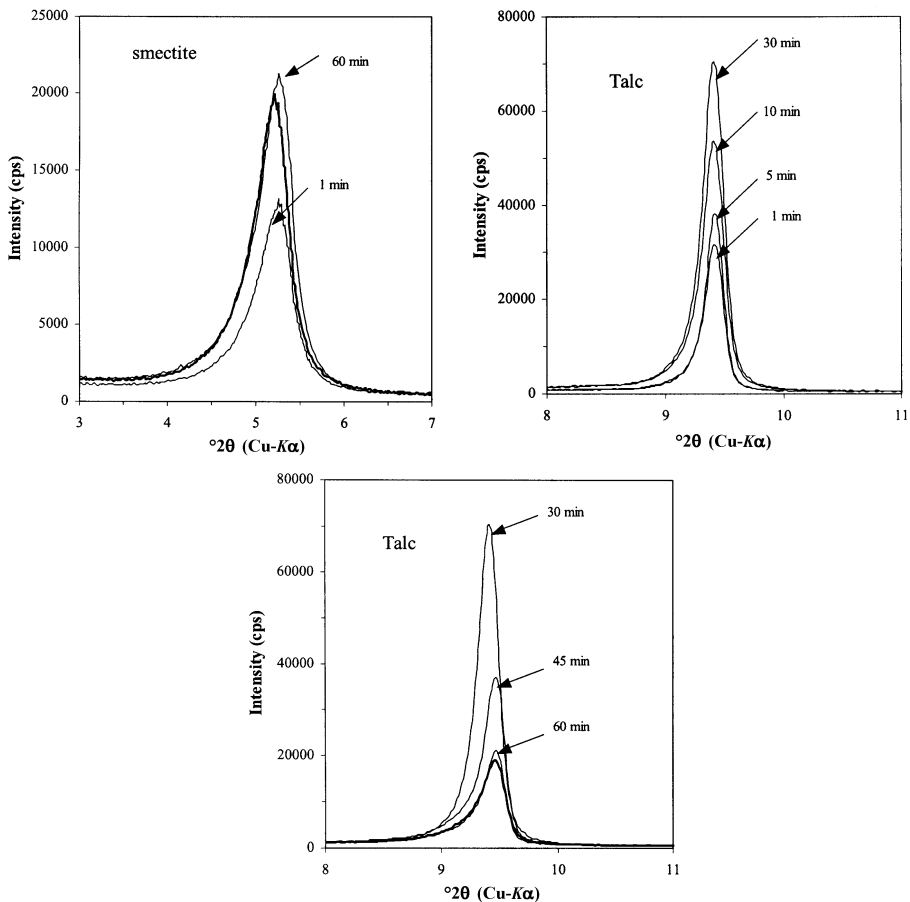 25000
smectite
60 min
20000
15000
1 min
10000
5000
0
3
4
5
6
7
Intensity (cps)
°2θ (Cu-Kα)
80000
30 min
Talc
60000
10 min
5 min
40000
1 min
20000
0
8
9
10
11
Intensity (cps)
°2θ (Cu-Kα)
80000
30 min
Talc
60000
45 min
40000
60 min
20000
0
8
9
10
11
Intensity (cps)
°2θ (Cu-Kα)